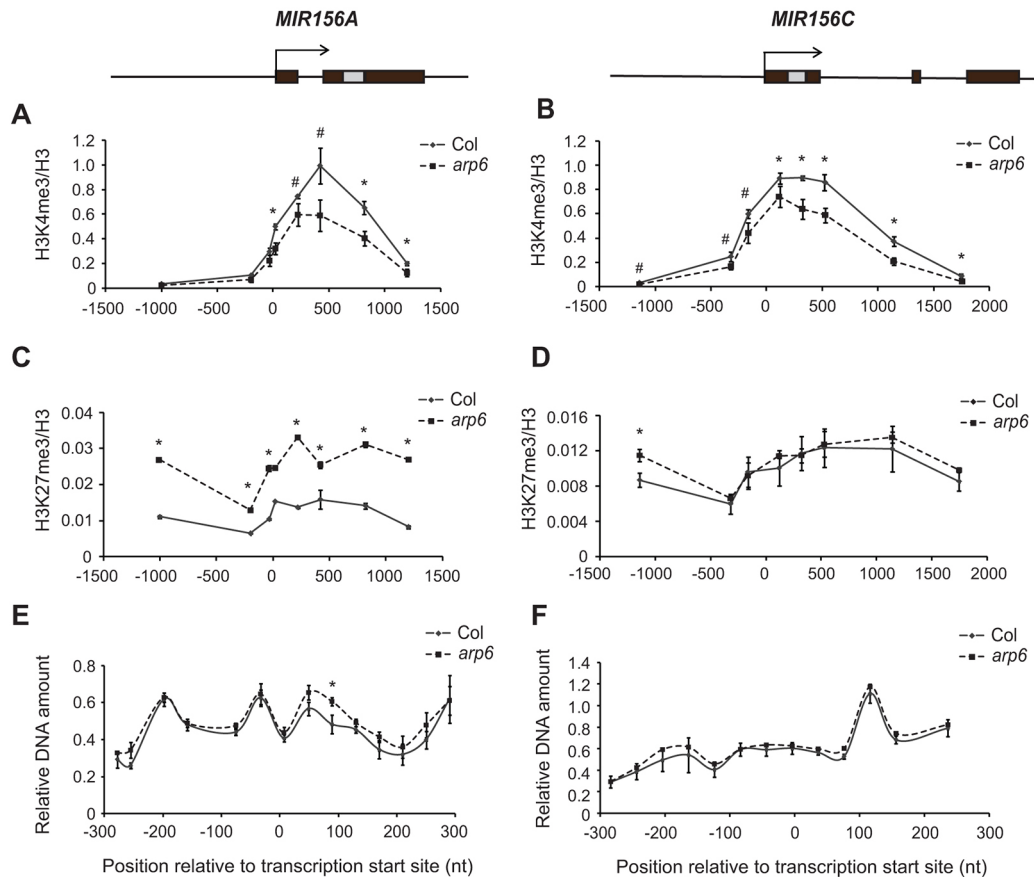 MIR156A
MIR156C
A
H3K4me3/H3
1.2
1.0
0.8
0.6
0.4
0.2
0
-1500 -1000 -500 0 500 1000 1500
* # # * *
Col
arp6
B
H3K4me3/H3
1.2
1.0
0.8
0.6
0.4
0.2
0
-1500 -1000 -500 0 500 1000 1500 2000
# # # * * * * *
Col
arp6
C
H3K27me3/H3
0.04
0.03
0.02
0.01
0
-1500 -1000 -500 0 500 1000 1500
* * * * * * *
Col
arp6
D
H3K27me3/H3
0.016
0.012
0.008
0.004
0
-1500 -1000 -500 0 500 1000 1500 2000
*
Col
arp6
E
Relative DNA amount
0.8
0.6
0.4
0.2
0
-300 -200 -100 0 100 200 300
*
Col
arp6
Position relative to transcription start site (nt)
F
Relative DNA amount
1.4
1.2
1.0
0.8
0.6
0.4
0.2
0
-300 -200 -100 0 100 200 300
Col
arp6
Position relative to transcription start site (nt)